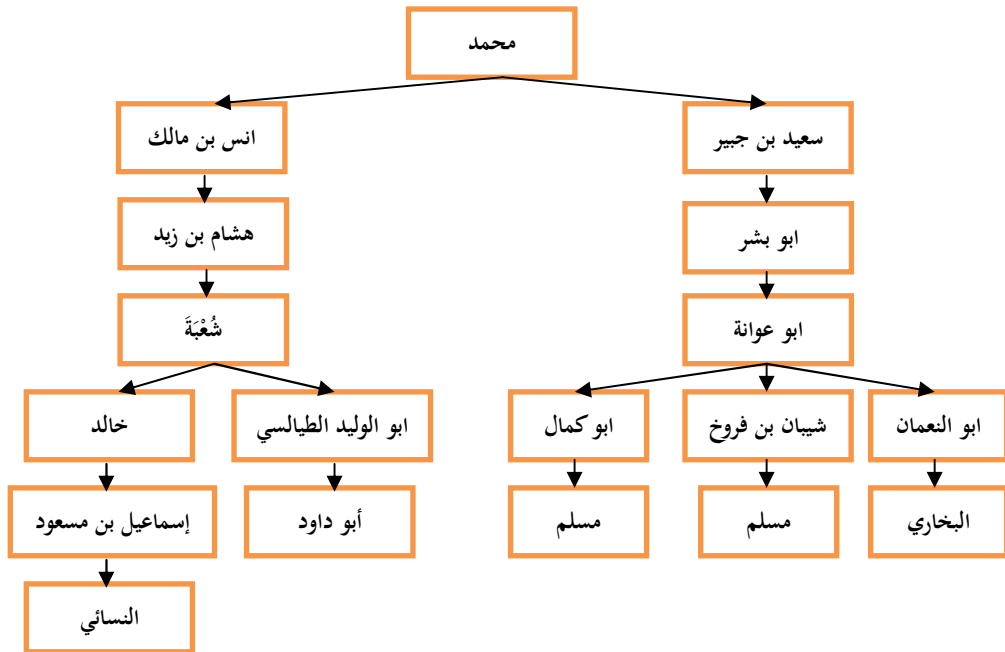 محمد
سعيد بن جبير
انس بن مالك
ابو بشر
هشام بن زيد
ابو عوانة
شُعْبَةَ
ابو النعمان
شيبان بن فروخ
ابو كمال
ابو الوليد الطيالسي
خالد
البخاري
مسلم
مسلم
أبو داود
إسماعيل بن مسعود
النسائي